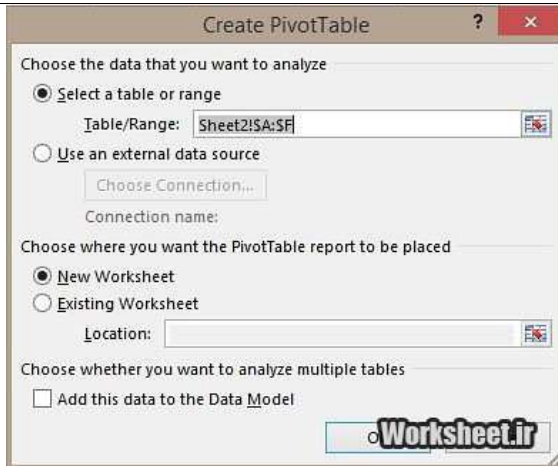 Create PivotTable
?
×
Choose the data that you want to analyze
Select a table or range
Table/Range: Sheet2!$A:$F
Use an external data source
Choose Connection...
Connection name:
Choose where you want the PivotTable report to be placed
New Worksheet
Existing Worksheet
Location:
Choose whether you want to analyze multiple tables
Add this data to the Data Model
Worksheet.ir